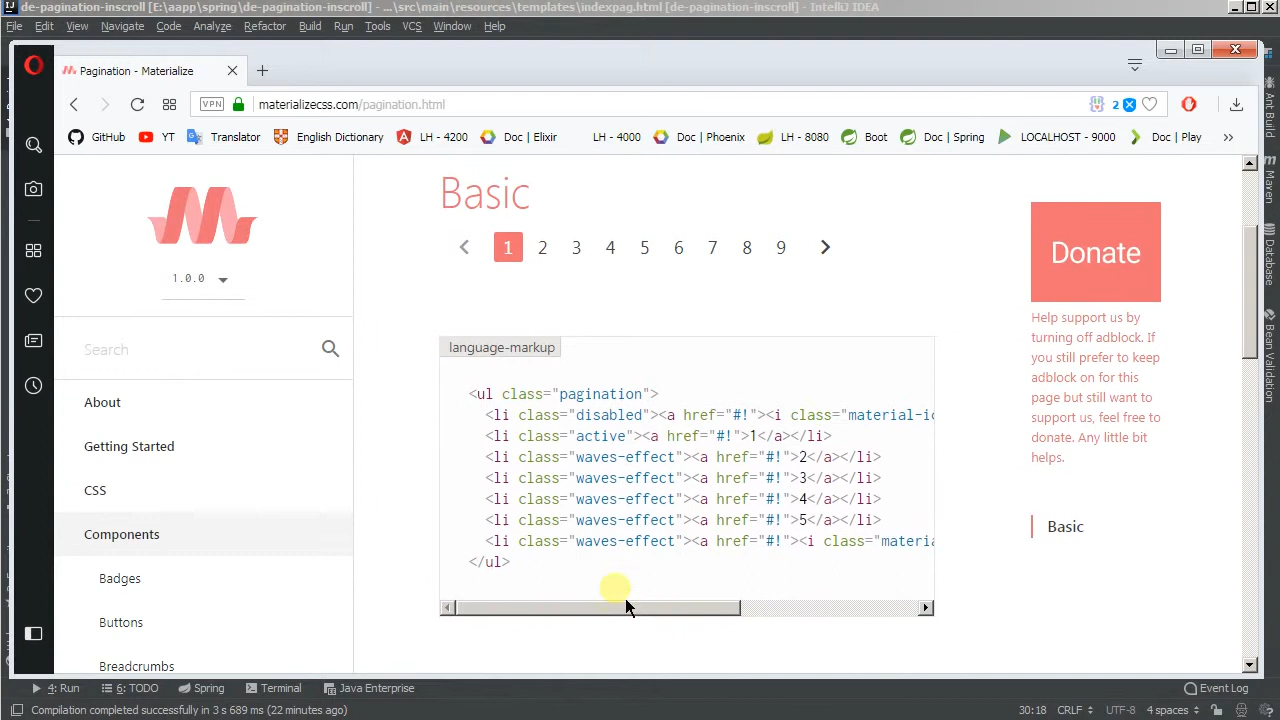 de-pagination-inscroll [E:\aapp\spring\de-pagination-inscroll] - ...\src\main\resources\templates\indexpag.html [de-pagination-inscroll] - IntelliJ IDEA
File Edit View Navigate Code Analyze Refactor Build Run Tools VCS Window Help
Pagination - Materialize
VPN materializecss.com/pagination.html 2
GitHub YT Translator English Dictionary LH - 4200 Doc | Elixir LH - 4000 Doc | Phoenix LH - 8080 Boot Doc | Spring LOCALHOST - 9000 Doc | Play »
1.0.0
Search
About
Getting Started
CSS
Components
Badges
Buttons
Breadcrumbs
Basic
1 2 3 4 5 6 7 8 9
language-markup
<ul class="pagination">
<li class="disabled"><a href="#!"><i class="material-ic
<li class="active"><a href="#!">1</a></li>
<li class="waves-effect"><a href="#!">2</a></li>
<li class="waves-effect"><a href="#!">3</a></li>
<li class="waves-effect"><a href="#!">4</a></li>
<li class="waves-effect"><a href="#!">5</a></li>
<li class="waves-effect"><a href="#!"><i class="materia
</ul>
Donate
Help support us by
turning off adblock. If
you still prefer to keep
adblock on for this
page but still want to
support us, feel free to
donate. Any little bit
helps.
Basic
Ant Build
Maven
Database
Bean Validation
4: Run 6: TODO Spring Terminal Java Enterprise Event Log
Compilation completed successfully in 3 s 689 ms (22 minutes ago) 30:18 CRLF UTF-8 4 spaces